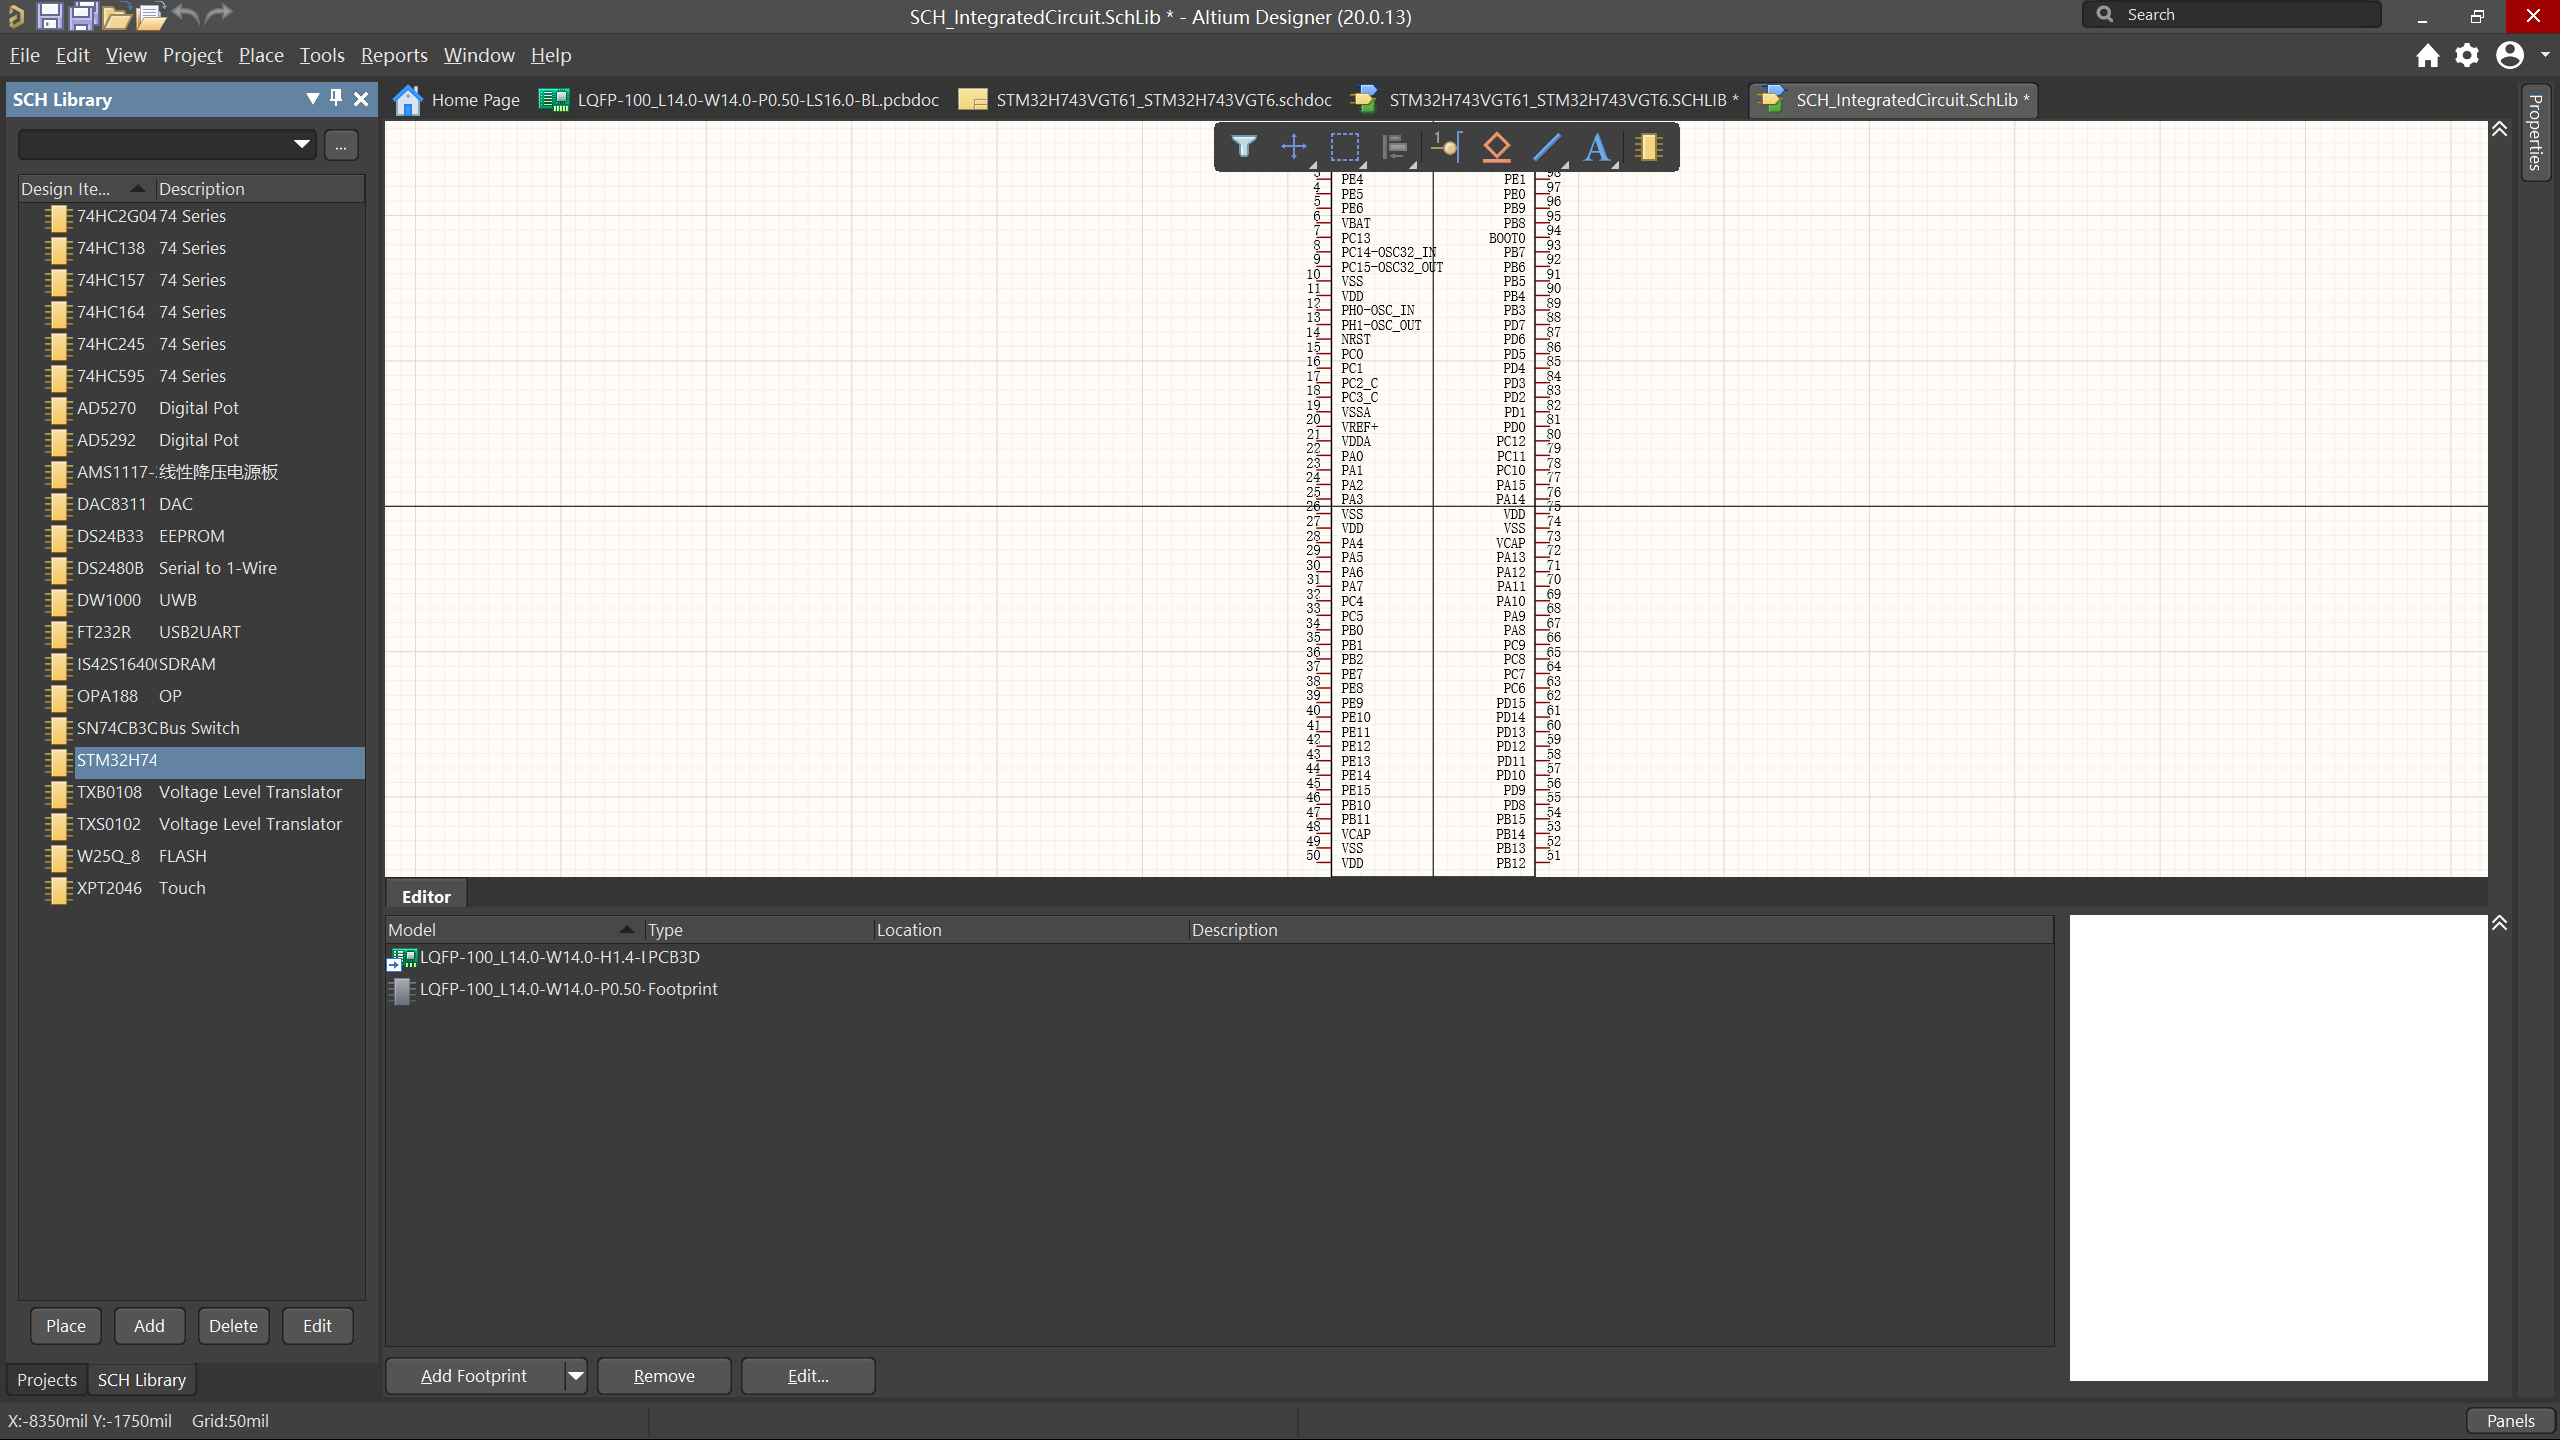 SCH_IntegratedCircuit.SchLib * - Altium Designer (20.0.13)
Search
File Edit View Project Place Tools Reports Window Help
SCH Library
Home Page
LQFP-100_L14.0-W14.0-P0.50-LS16.0-BL.pcbdoc
STM32H743VGT61_STM32H743VGT6.schdoc
STM32H743VGT61_STM32H743VGT6.SCHLIB *
SCH_IntegratedCircuit.SchLib *
Properties
...
Design Ite... Description
74HC2G04 74 Series
74HC138 74 Series
74HC157 74 Series
74HC164 74 Series
74HC245 74 Series
74HC595 74 Series
AD5270 Digital Pot
AD5292 Digital Pot
AMS1117- 线性降压电源板
DAC8311 DAC
DS24B33 EEPROM
DS2480B Serial to 1-Wire
DW1000 UWB
FT232R USB2UART
IS42S1640 SDRAM
OPA188 OP
SN74CB3 Bus Switch
STM32H74
TXB0108 Voltage Level Translator
TXS0102 Voltage Level Translator
W25Q_8 FLASH
XPT2046 Touch
Place Add Delete Edit
Projects SCH Library
3 PE4 PE1 98
4 PE5 PE0 97
5 PE6 PB9 96
6 VBAT PB8 95
7 PC13 BOOT0 94
8 PC14-OSC32_IN PB7 93
9 PC15-OSC32_OUT PB6 92
10 VSS PB5 91
11 VDD PB4 90
12 PH0-OSC_IN PB3 89
13 PH1-OSC_OUT PD7 88
14 NRST PD6 87
15 PC0 PD5 86
16 PC1 PD4 85
17 PC2_C PD3 84
18 PC3_C PD2 83
19 VSSA PD1 82
20 VREF+ PD0 81
21 VDDA PC12 80
22 PA0 PC11 79
23 PA1 PC10 78
24 PA2 PA15 77
25 PA3 PA14 76
26 VSS VDD 75
27 VDD VSS 74
28 PA4 VCAP 73
29 PA5 PA13 72
30 PA6 PA12 71
31 PA7 PA11 70
32 PC4 PA10 69
33 PC5 PA9 68
34 PB0 PA8 67
35 PB1 PC9 66
36 PB2 PC8 65
37 PE7 PC7 64
38 PE8 PC6 63
39 PE9 PD15 62
40 PE10 PD14 61
41 PE11 PD13 60
42 PE12 PD12 59
43 PE13 PD11 58
44 PE14 PD10 57
45 PE15 PD9 56
46 PB10 PD8 55
47 PB11 PB15 54
48 VCAP PB14 53
49 VSS PB13 52
50 VDD PB12 51
Editor
Model Type Location Description
LQFP-100_L14.0-W14.0-H1.4- PCB3D
LQFP-100_L14.0-W14.0-P0.50- Footprint
Add Footprint Remove Edit...
X:-8350mil Y:-1750mil Grid:50mil
Panels